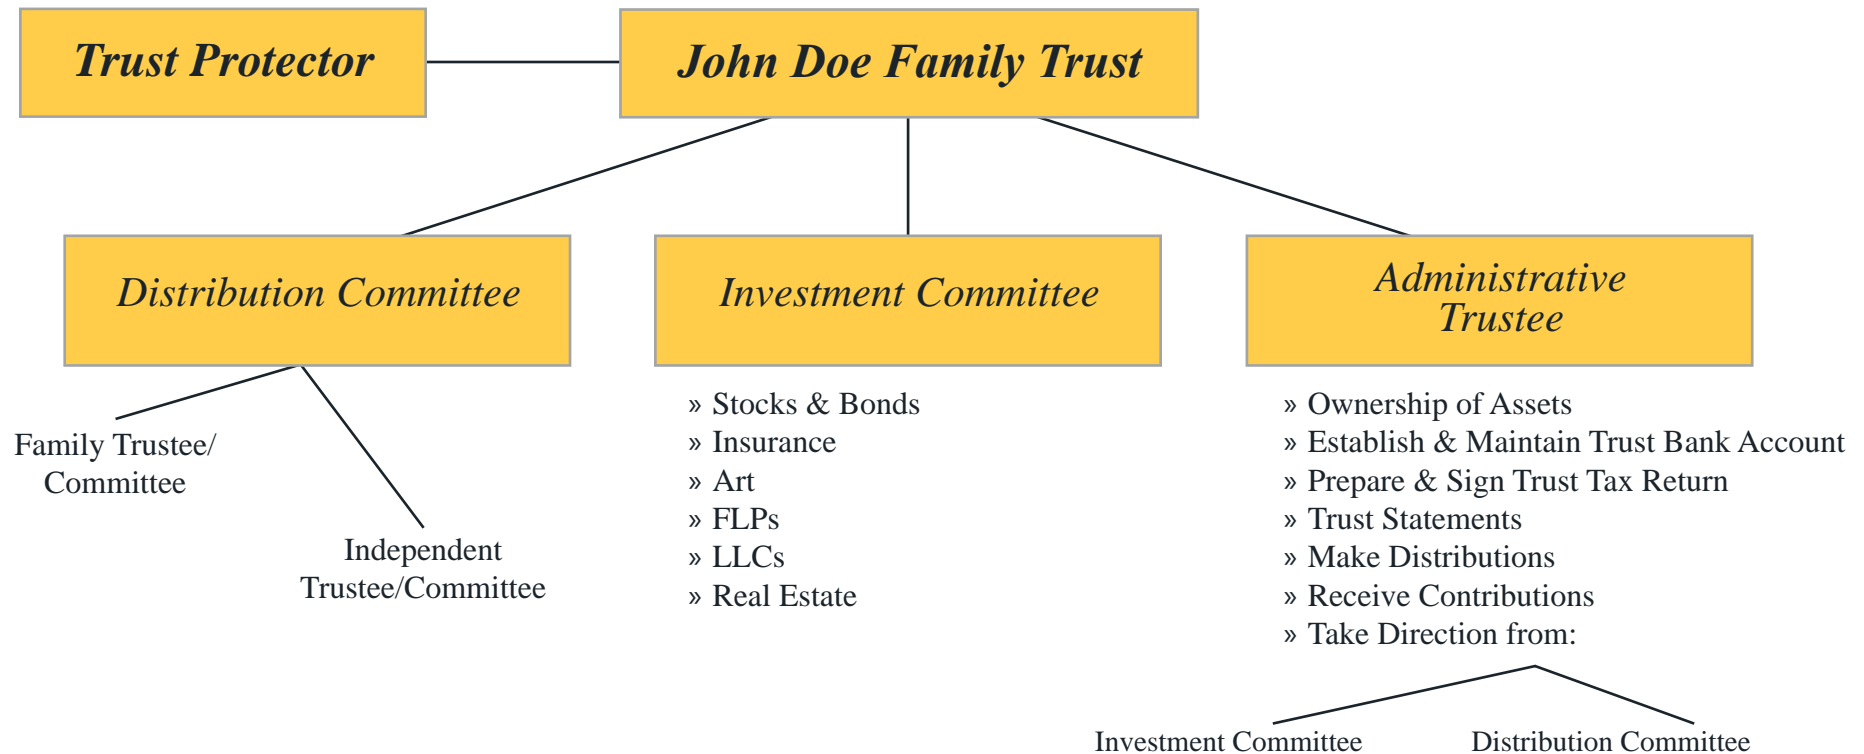 Trust Protector
John Doe Family Trust
Distribution Committee
Investment Committee
Administrative
Trustee
Family Trustee/
Committee
Independent
Trustee/Committee
» Stocks & Bonds
» Insurance
» Art
» FLPs
» LLCs
» Real Estate
» Ownership of Assets
» Establish & Maintain Trust Bank Account
» Prepare & Sign Trust Tax Return
» Trust Statements
» Make Distributions
» Receive Contributions
» Take Direction from:
Investment Committee
Distribution Committee